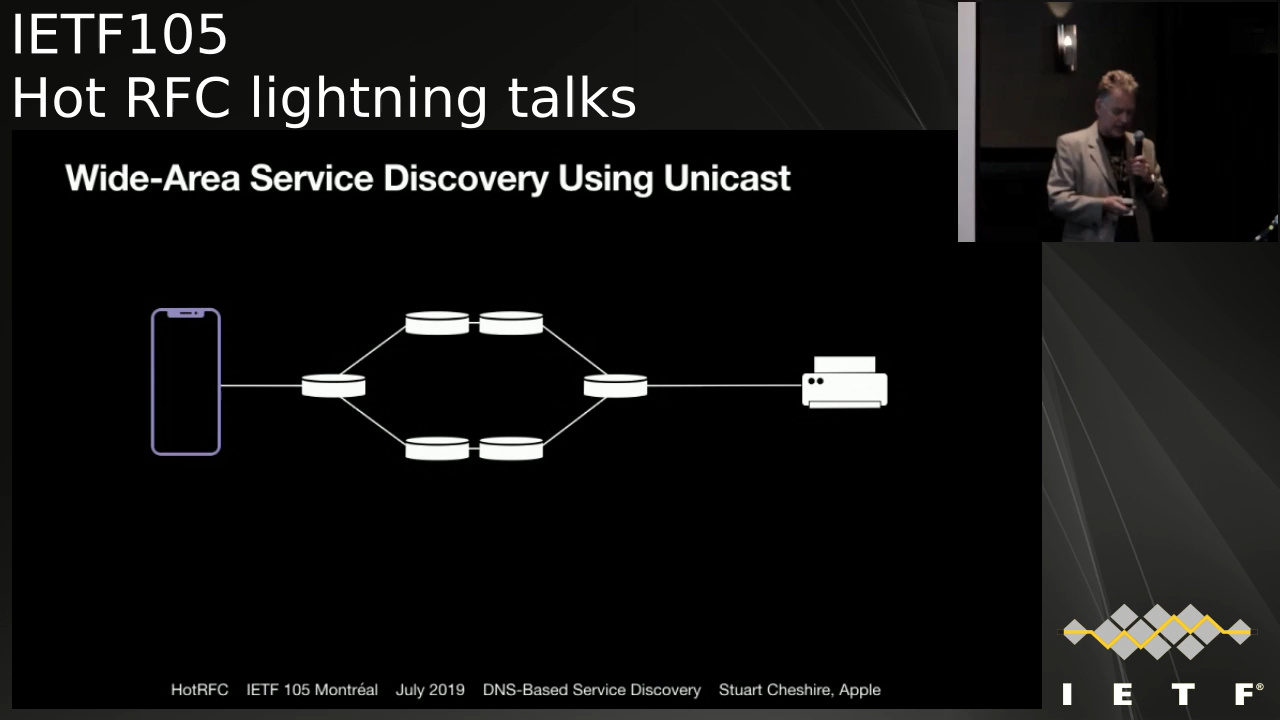 IETF105
Hot RFC lightning talks
Wide-Area Service Discovery Using Unicast
HotRFC IETF 105 Montréal July 2019 DNS-Based Service Discovery Stuart Cheshire, Apple
I E T F®